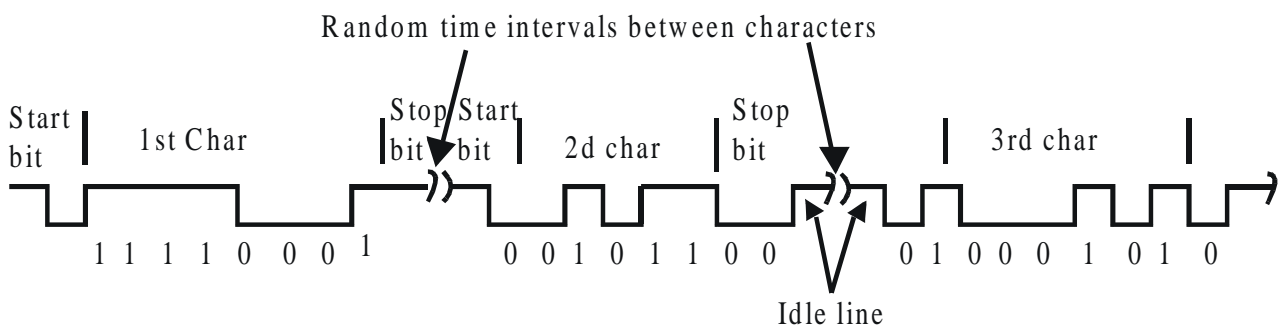 Random time intervals between characters
Start bit
1st Char
Stop bit
Start bit
2d char
Stop bit
3rd char
1 1 1 1 0 0 0 1
0 0 1 0 1 1 0 0
0 1 0 0 0 1 0 1 0
Idle line